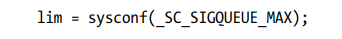 lim = sysconf(_SC_SIGQUEUE_MAX);